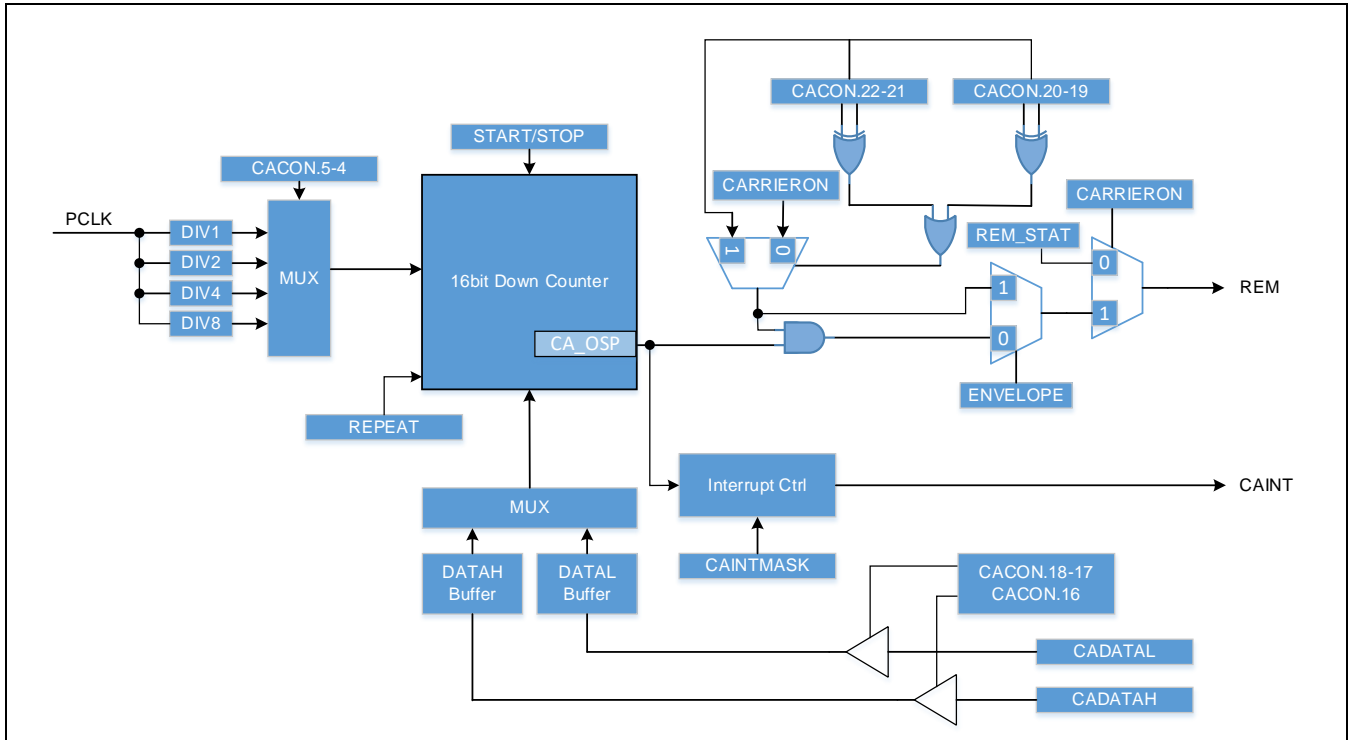 CACON.22-21
CACON.20-19
START/STOP
CACON.5-4
CARRIERON
CARRIERON
PCLK
DIV1
DIV2
DIV4
DIV8
MUX
16bit Down Counter
CA_OSP
REM_STAT
1
0
1
0
0
1
REM
ENVELOPE
REPEAT
MUX
Interrupt Ctrl
CAINT
CAINTMASK
DATAH
Buffer
DATAL
Buffer
CACON.18-17
CACON.16
CADATAL
CADATAH